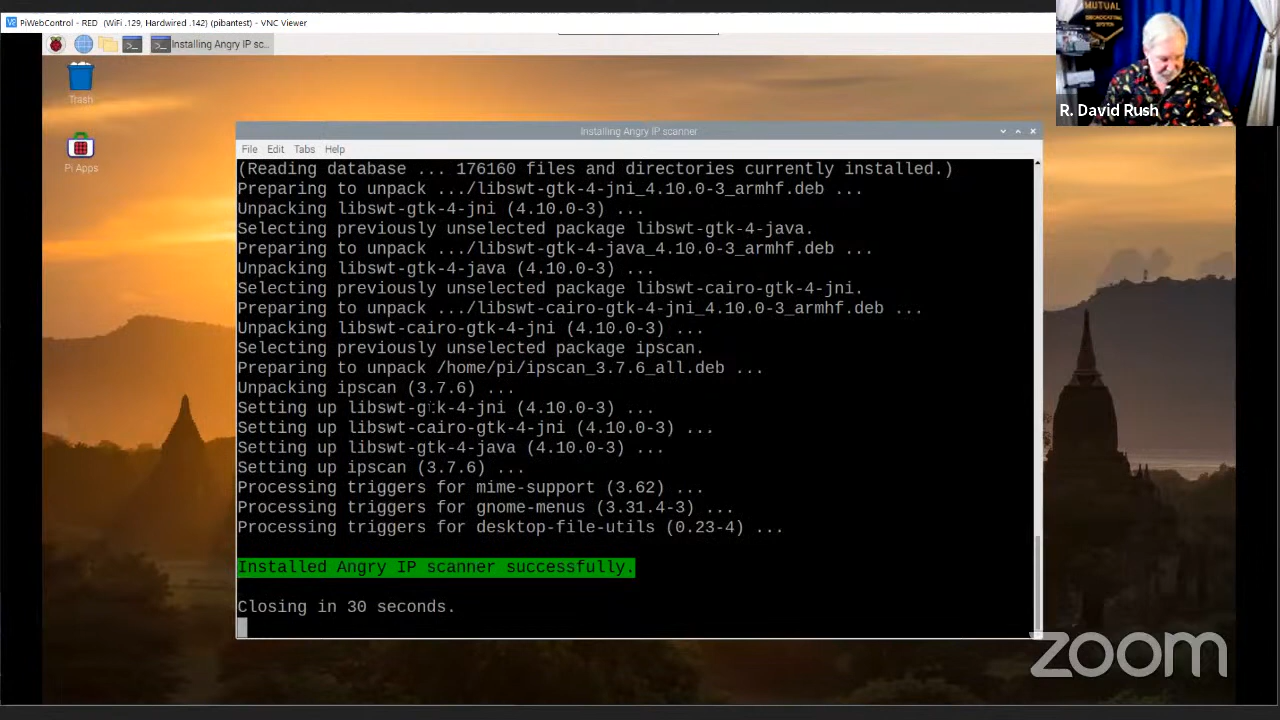 PiWebControl - RED (WiFi .129, Hardwired .142) (pibantest) - VNC Viewer
Installing Angry IP sc...
Trash
Pi Apps
MUTUAL
BROADCASTING
SYSTEM
R. David Rush
Installing Angry IP scanner
File Edit Tabs Help
(Reading database ... 176160 files and directories currently installed.)
Preparing to unpack .../libswt-gtk-4-jni_4.10.0-3_armhf.deb ...
Unpacking libswt-gtk-4-jni (4.10.0-3) ...
Selecting previously unselected package libswt-gtk-4-java.
Preparing to unpack .../libswt-gtk-4-java_4.10.0-3_armhf.deb ...
Unpacking libswt-gtk-4-java (4.10.0-3) ...
Selecting previously unselected package libswt-cairo-gtk-4-jni.
Preparing to unpack .../libswt-cairo-gtk-4-jni_4.10.0-3_armhf.deb ...
Unpacking libswt-cairo-gtk-4-jni (4.10.0-3) ...
Selecting previously unselected package ipscan.
Preparing to unpack /home/pi/ipscan_3.7.6_all.deb ...
Unpacking ipscan (3.7.6) ...
Setting up libswt-gtk-4-jni (4.10.0-3) ...
Setting up libswt-cairo-gtk-4-jni (4.10.0-3) ...
Setting up libswt-gtk-4-java (4.10.0-3) ...
Setting up ipscan (3.7.6) ...
Processing triggers for mime-support (3.62) ...
Processing triggers for gnome-menus (3.31.4-3) ...
Processing triggers for desktop-file-utils (0.23-4) ...
Installed Angry IP scanner successfully.
Closing in 30 seconds.
zoom